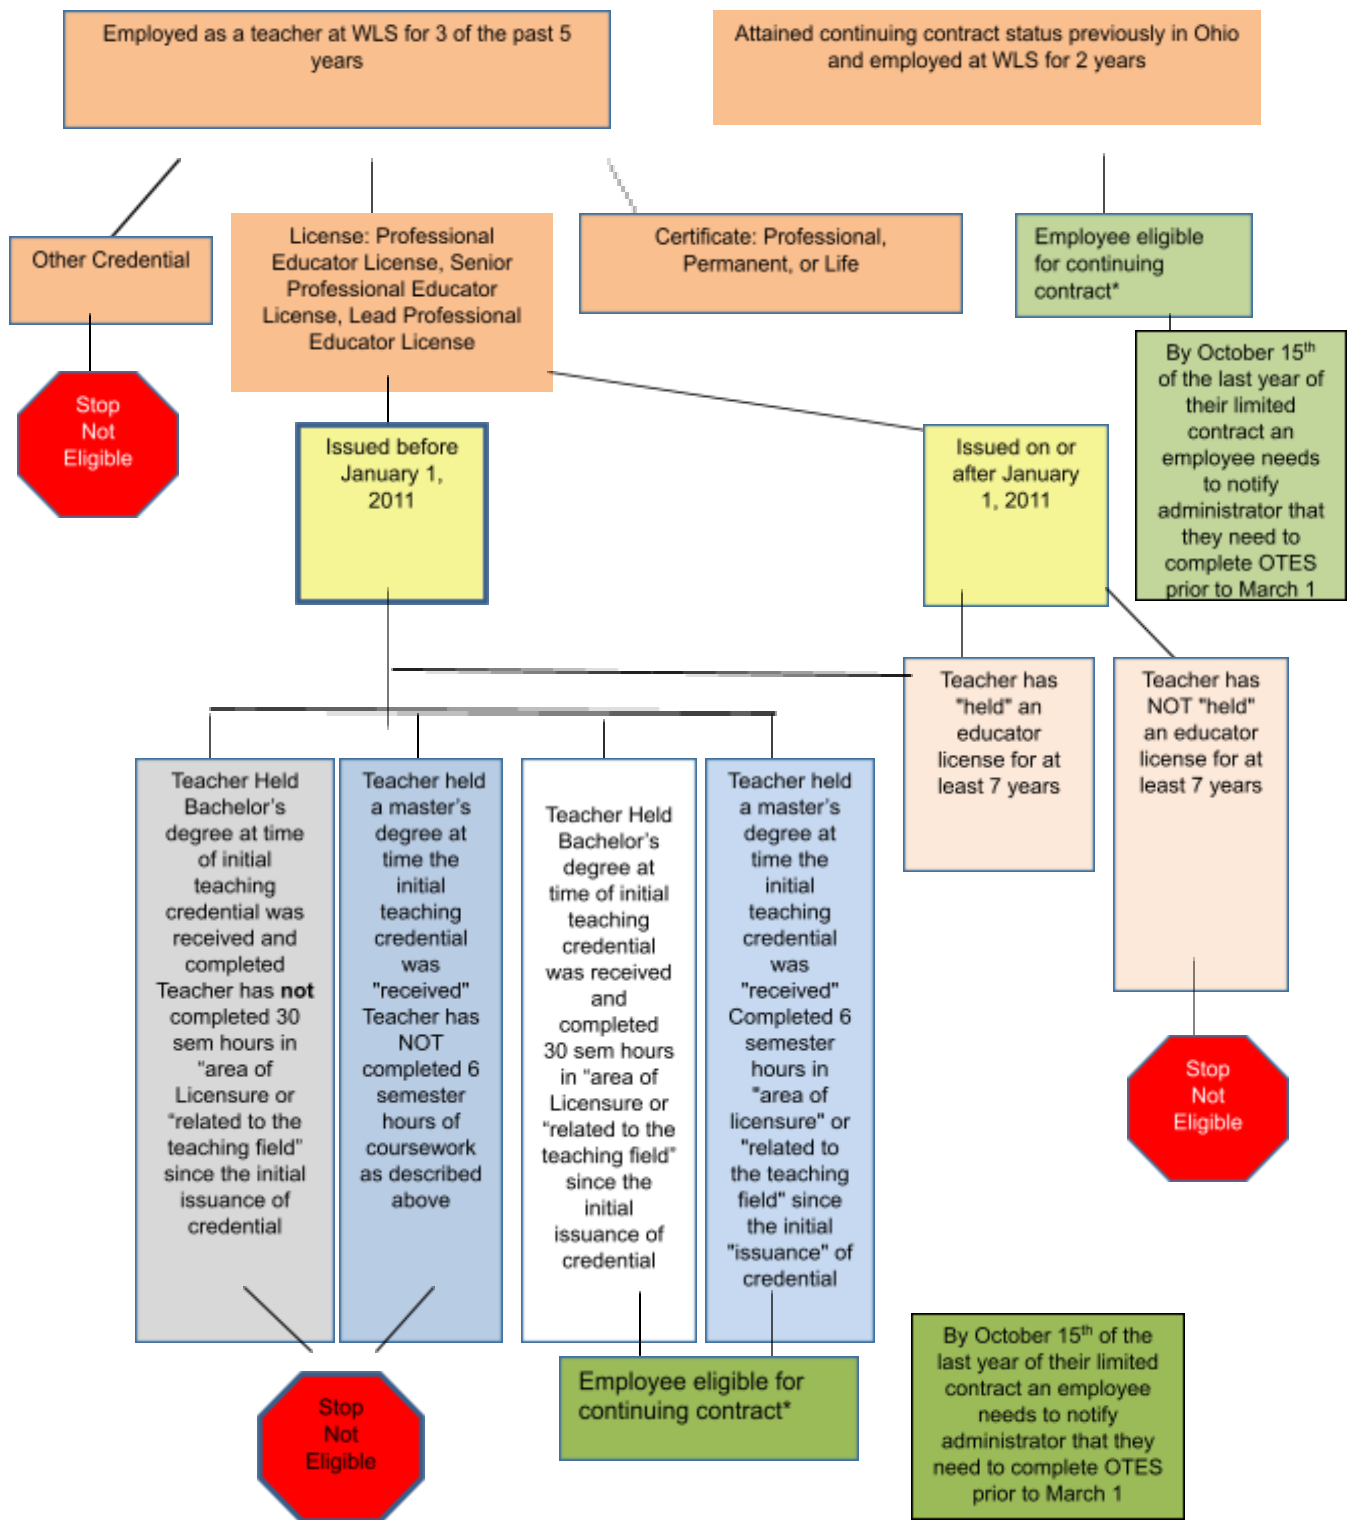 Employed as a teacher at WLS for 3 of the past 5
years
Attained continuing contract status previously in Ohio
and employed at WLS for 2 years
Other Credential
License: Professional
Educator License, Senior
Professional Educator
License, Lead Professional
Educator License
Certificate: Professional,
Permanent, or Life
Employee eligible
for continuing
contract*
Stop
Not
Eligible
Issued before
January 1,
2011
Issued on or
after January
1, 2011
By October 15th
of the last year of
their limited
contract an
employee needs
to notify
administrator that
they need to
complete OTES
prior to March 1
Teacher has
"held" an
educator
license for at
least 7 years
Teacher has
NOT "held"
an educator
license for at
least 7 years
Teacher Held
Bachelor's
degree at time
of initial
teaching
credential was
received and
completed
Teacher has not
completed 30
sem hours in
“area of
Licensure or
“related to the
teaching field”
since the initial
issuance of
credential
Teacher held
a master's
degree at
time the
initial
teaching
credential
was
"received"
Teacher has
NOT
completed 6
semester
hours of
coursework
as described
above
Teacher Held
Bachelor's
degree at
time of initial
teaching
credential
was received
and
completed
30 sem hours
in “area of
Licensure or
“related to the
teaching field”
since the
initial
issuance of
credential
Teacher held
a master's
degree at
time the
initial
teaching
credential
was
"received"
Completed 6
semester
hours in
"area of
licensure" or
"related to
the teaching
field" since
the initial
"issuance" of
credential
Stop
Not
Eligible
Stop
Not
Eligible
Employee eligible for
continuing contract*
By October 15th of the
last year of their limited
contract an employee
needs to notify
administrator that they
need to complete OTES
prior to March 1